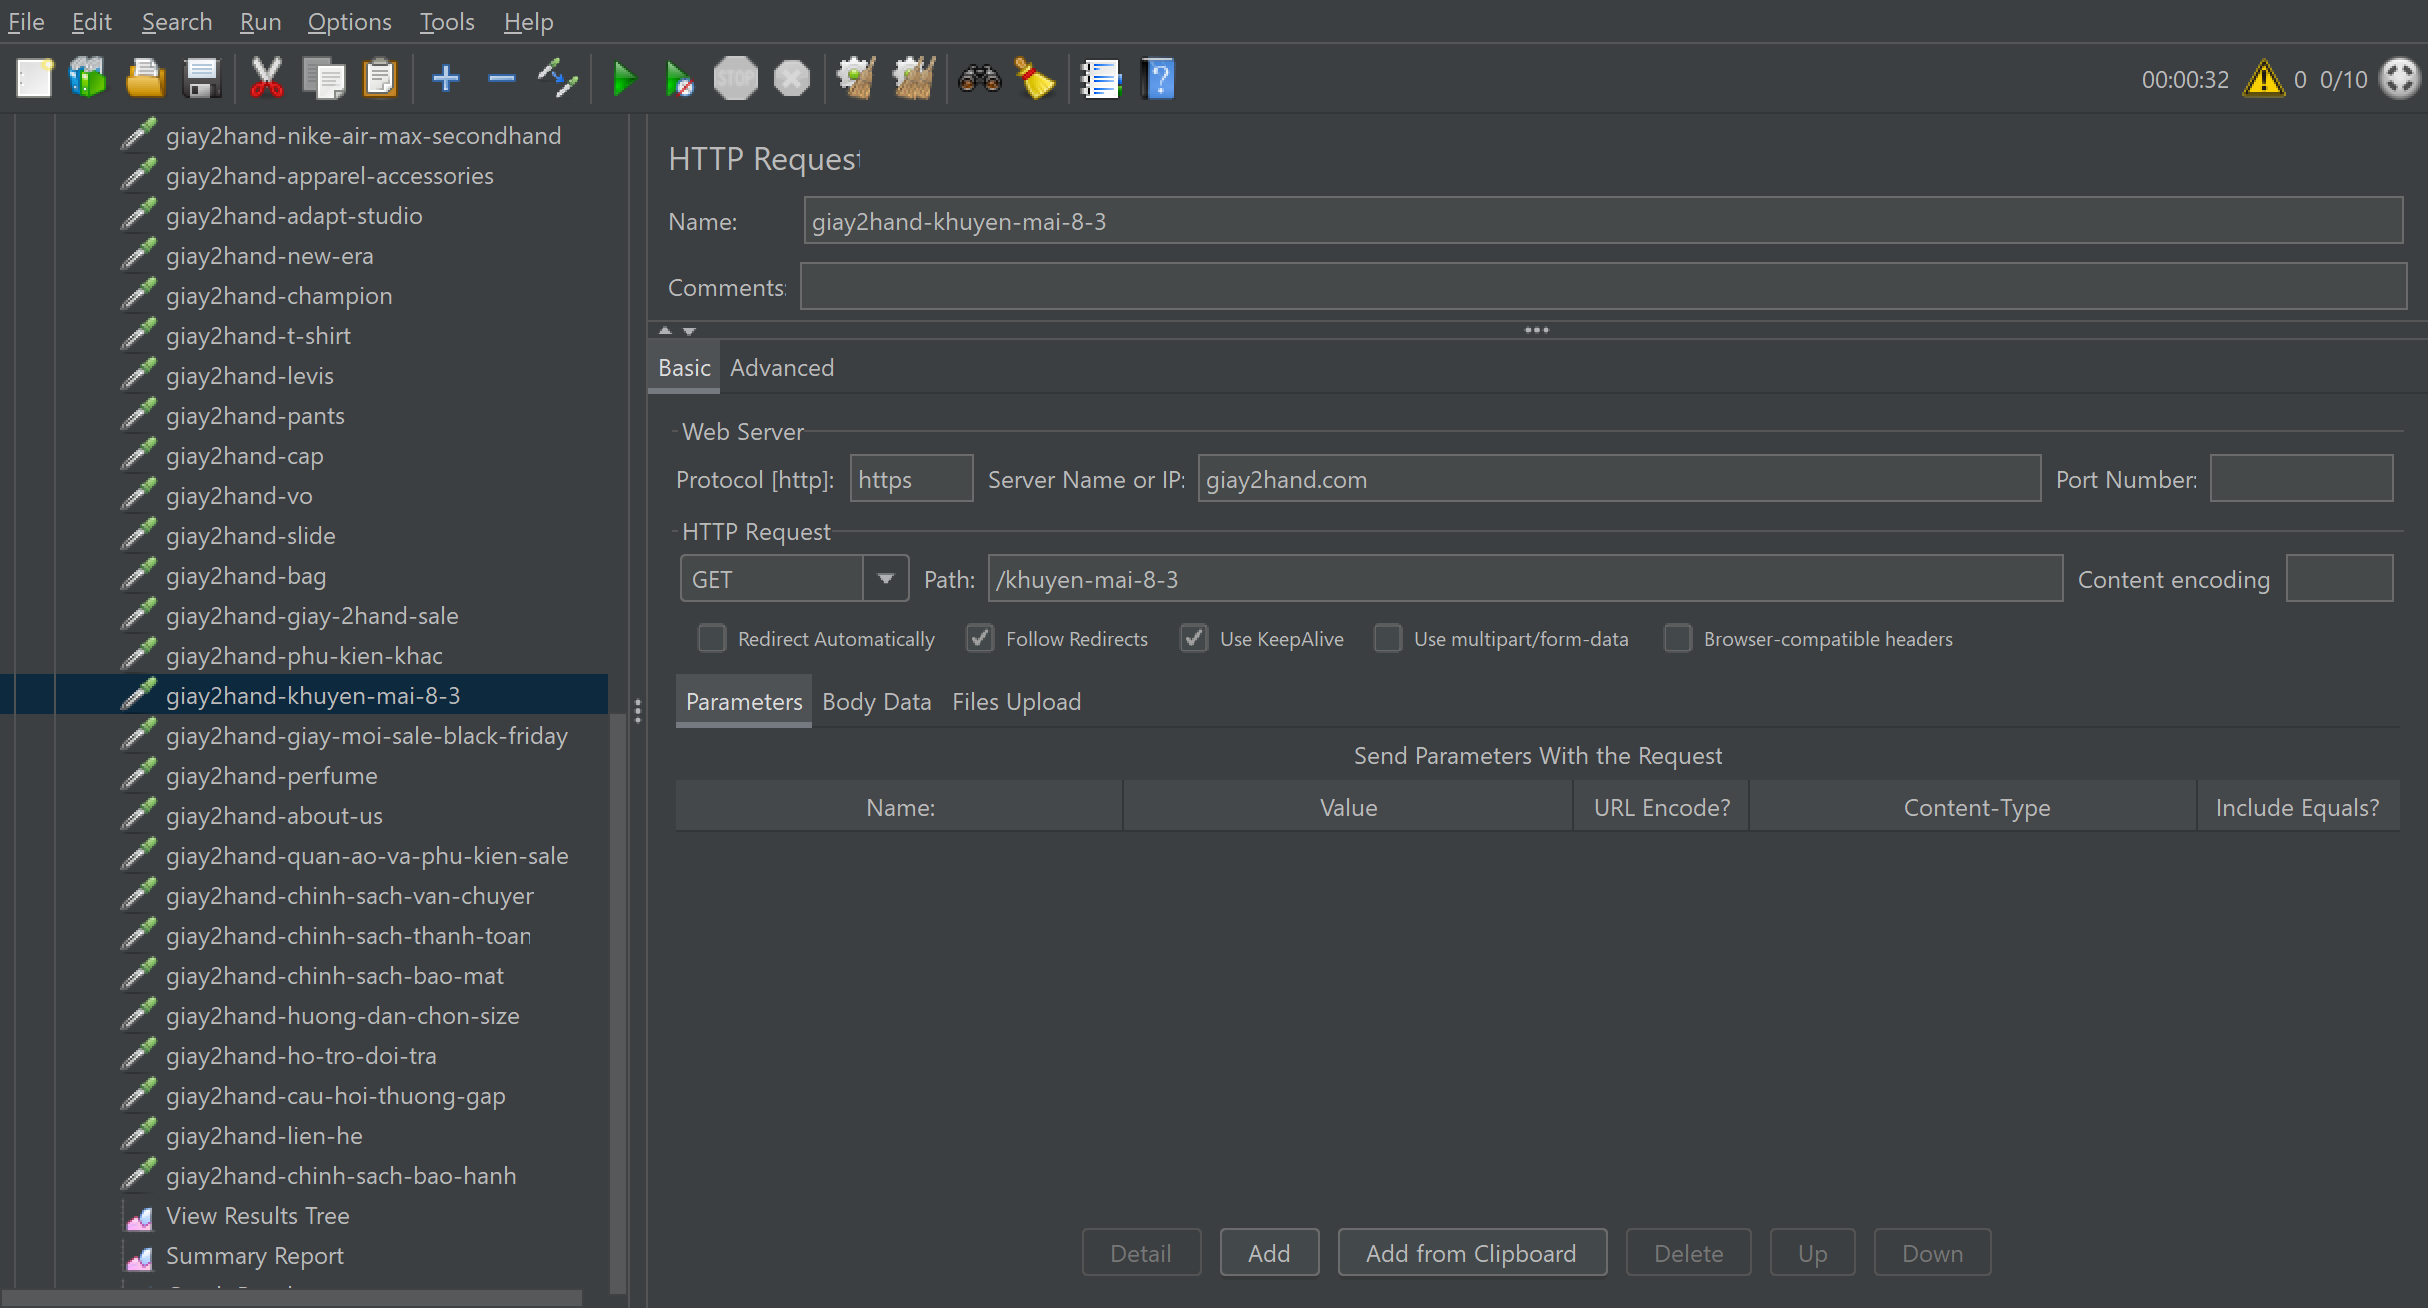 File Edit Search Run Options Tools Help
STOP
00:00:32 0 0/10
giay2hand-nike-air-max-secondhand
giay2hand-apparel-accessories
giay2hand-adapt-studio
giay2hand-new-era
giay2hand-champion
giay2hand-t-shirt
giay2hand-levis
giay2hand-pants
giay2hand-cap
giay2hand-vo
giay2hand-slide
giay2hand-bag
giay2hand-giay-2hand-sale
giay2hand-phu-kien-khac
giay2hand-khuyen-mai-8-3
giay2hand-giay-moi-sale-black-friday
giay2hand-perfume
giay2hand-about-us
giay2hand-quan-ao-va-phu-kien-sale
giay2hand-chinh-sach-van-chuyer
giay2hand-chinh-sach-thanh-toan
giay2hand-chinh-sach-bao-mat
giay2hand-huong-dan-chon-size
giay2hand-ho-tro-doi-tra
giay2hand-cau-hoi-thuong-gap
giay2hand-lien-he
giay2hand-chinh-sach-bao-hanh
View Results Tree
Summary Report
HTTP Request
Name: giay2hand-khuyen-mai-8-3
Comments:
Basic Advanced
Web Server
Protocol [http]: https Server Name or IP: giay2hand.com Port Number:
HTTP Request
GET Path: /khuyen-mai-8-3 Content encoding
Redirect Automatically Follow Redirects Use KeepAlive Use multipart/form-data Browser-compatible headers
Parameters Body Data Files Upload
Send Parameters With the Request
Name: Value URL Encode? Content-Type Include Equals?
Detail Add Add from Clipboard Delete Up Down